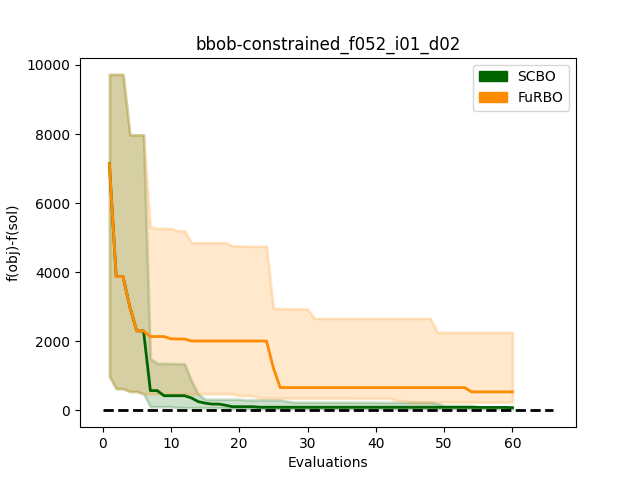 bbob-constrained_f052_i01_d02
10000
8000
6000
4000
2000
0
f(obj)-f(sol)
SCBO
FuRBO
0 10 20 30 40 50 60
Evaluations